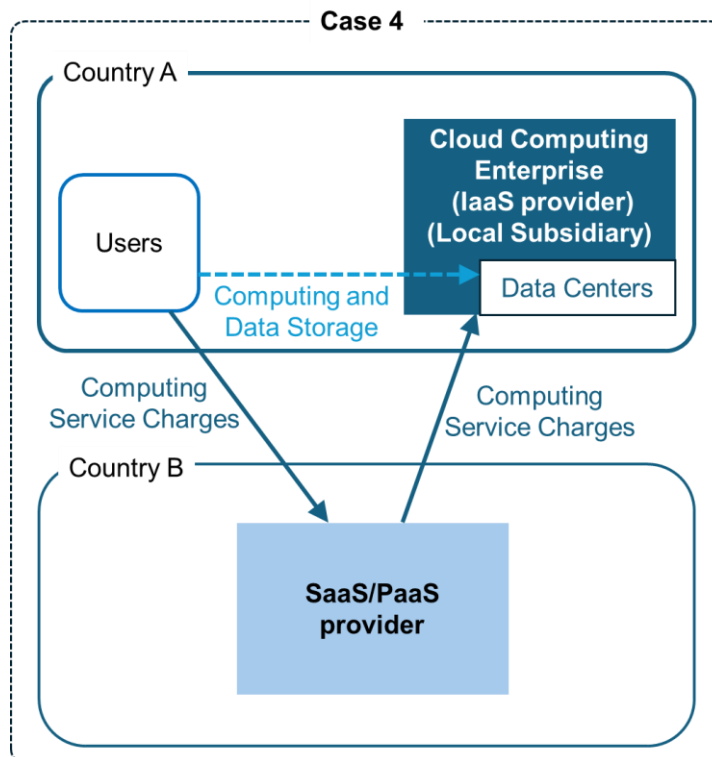 Case 4
Country A
Cloud Computing
Enterprise
(IaaS provider)
(Local Subsidiary)
Users
Data Centers
Computing and
Data Storage
Computing
Service Charges
Computing
Service Charges
Country B
SaaS/PaaS
provider